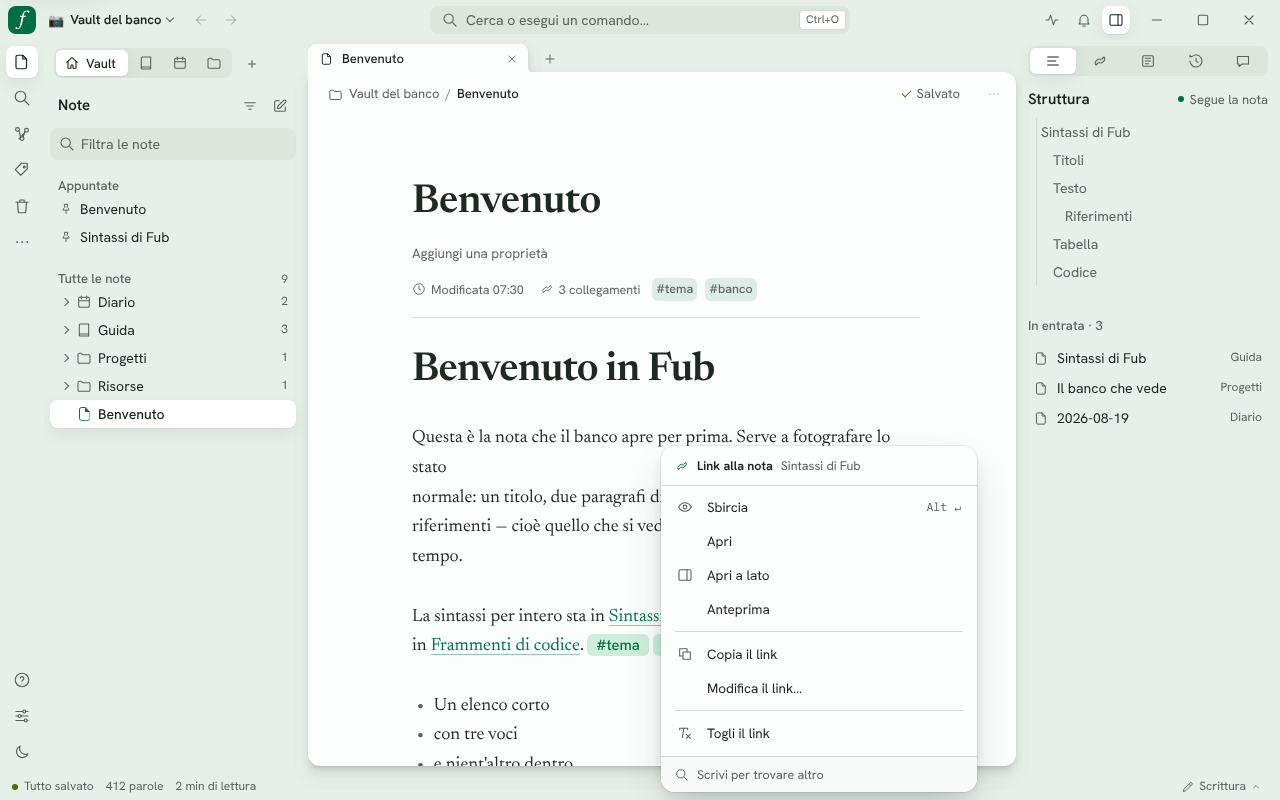 Vault del banco
Cerca o esegui un comando…
Ctrl+O
Vault
Note
Filtra le note
Appuntate
Benvenuto
Sintassi di Fub
Tutte le note 9
Diario 2
Guida 3
Progetti 1
Risorse 1
Benvenuto
Benvenuto
Vault del banco / Benvenuto
Salvato
Benvenuto
Aggiungi una proprietà
Modificata 07:30 3 collegamenti #tema #banco
Benvenuto in Fub
Questa è la nota che il banco apre per prima. Serve a fotografare lo
stato
normale: un titolo, due paragrafi
riferimenti — cioè quello che si
tempo.
La sintassi per intero sta in
in Frammenti di codice. #tema
Un elenco corto
con tre voci
e nient'altro dentro
Link alla nota Sintassi di Fub
Sbircia Alt ↵
Apri
Apri a lato
Anteprima
Copia il link
Modifica il link…
Togli il link
Scrivi per trovare altro
Struttura
Segue la nota
Sintassi di Fub
Titoli
Testo
Riferimenti
Tabella
Codice
In entrata · 3
Sintassi di Fub Guida
Il banco che vede Progetti
2026-08-19 Diario
Tutto salvato 412 parole 2 min di lettura
Scrittura